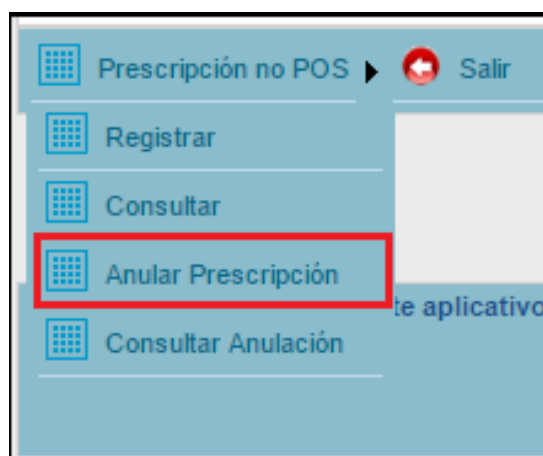 Prescripción no POS Salir
Registrar
Consultar
Anular Prescripción
te aplicativo
Consultar Anulación